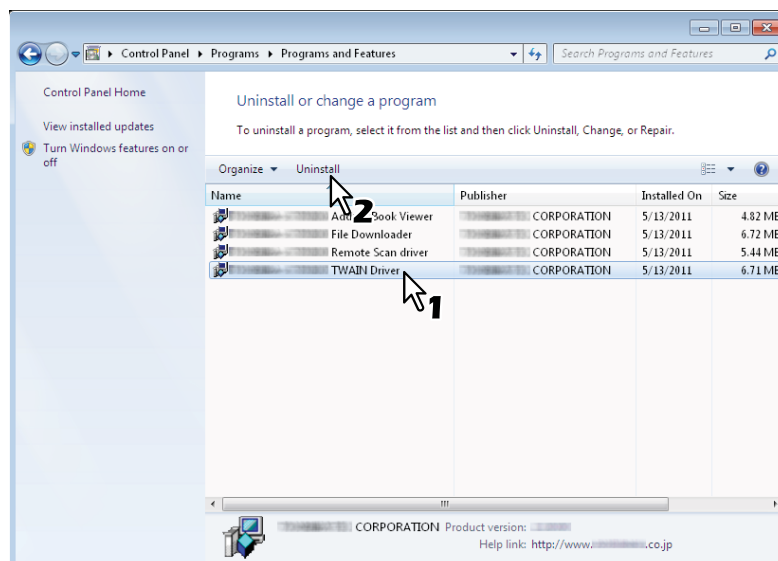 Control Panel ▸ Programs ▸ Programs and Features
Search Programs and Features
Control Panel Home
View installed updates
Turn Windows features on or off
Uninstall or change a program
To uninstall a program, select it from the list and then click Uninstall, Change, or Repair.
Organize Uninstall
2
Name Publisher Installed On Size
Book Viewer CORPORATION 5/13/2011 4.82 MB
File Downloader CORPORATION 5/13/2011 6.72 MB
Remote Scan driver CORPORATION 5/13/2011 5.44 MB
TWAIN Driver CORPORATION 5/13/2011 6.71 MB
1
CORPORATION Product version:
Help link: http://www. .co.jp